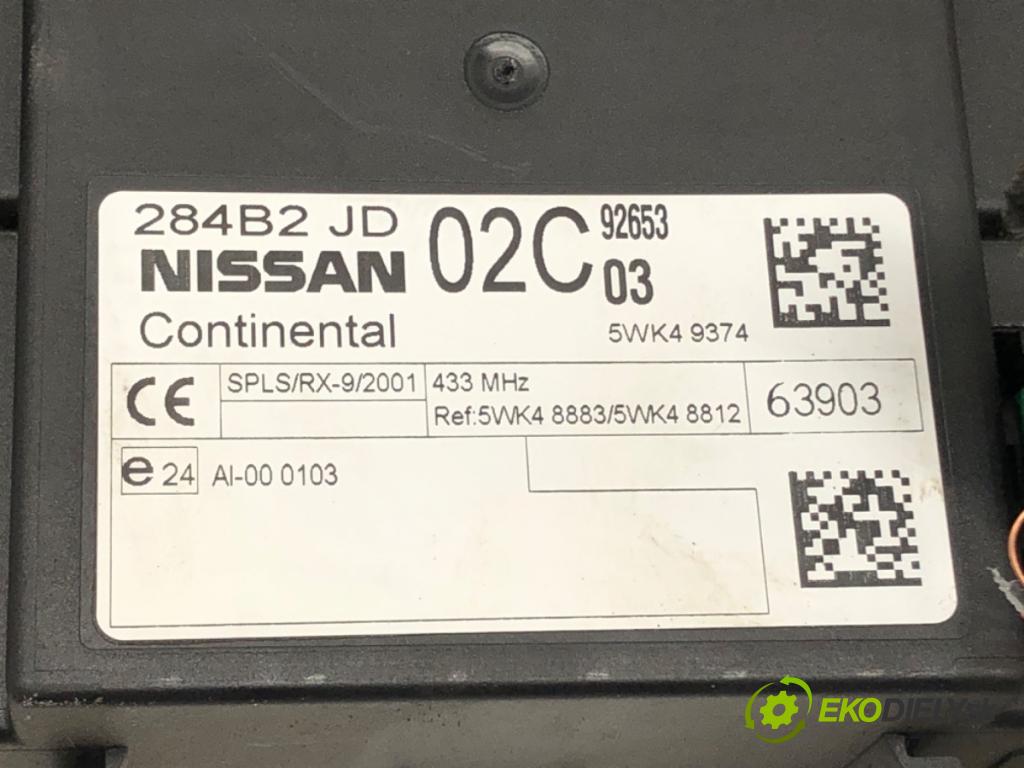 284B2 JD 02C 92653
NISSAN 03
Continental 5WK4 9374
CE SPLS/RX-9/2001 433 MHz 63903
Ref:5WK4 8883/5WK4 8812
e 24 AI-00 0103
EKODIELY.sk